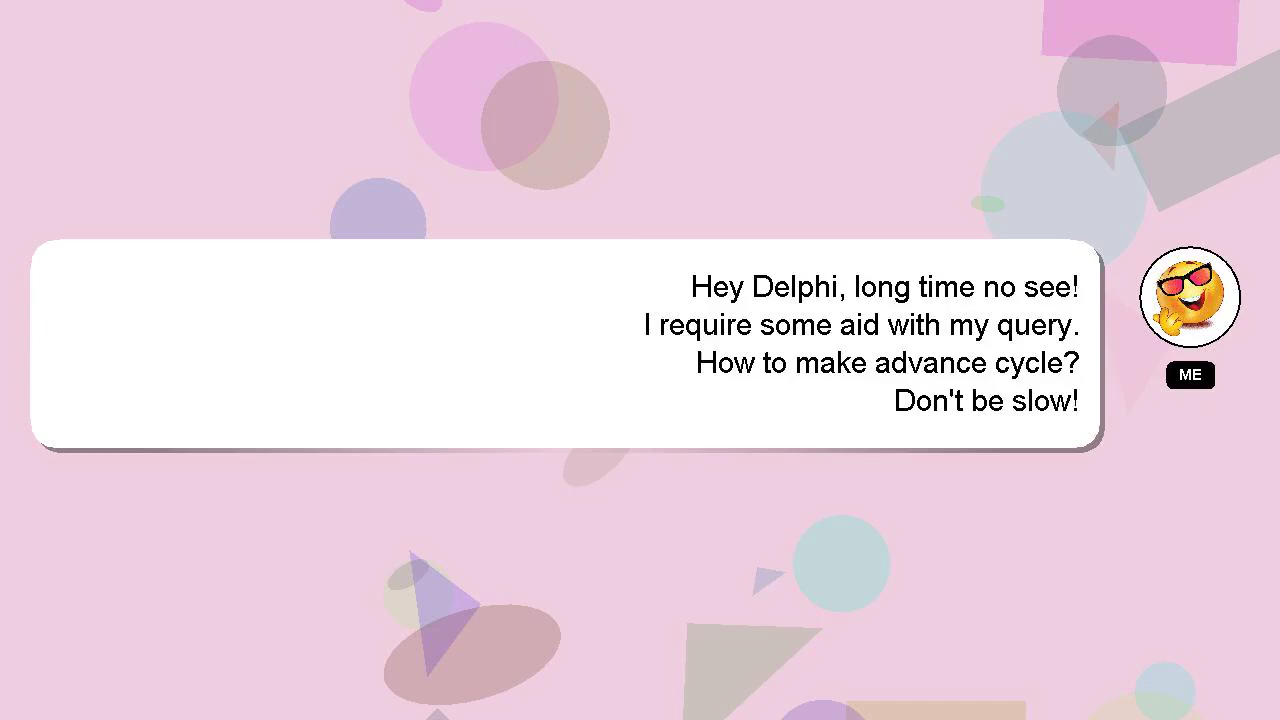 Hey Delphi, long time no see!
I require some aid with my query.
How to make advance cycle?
Don't be slow!
ME